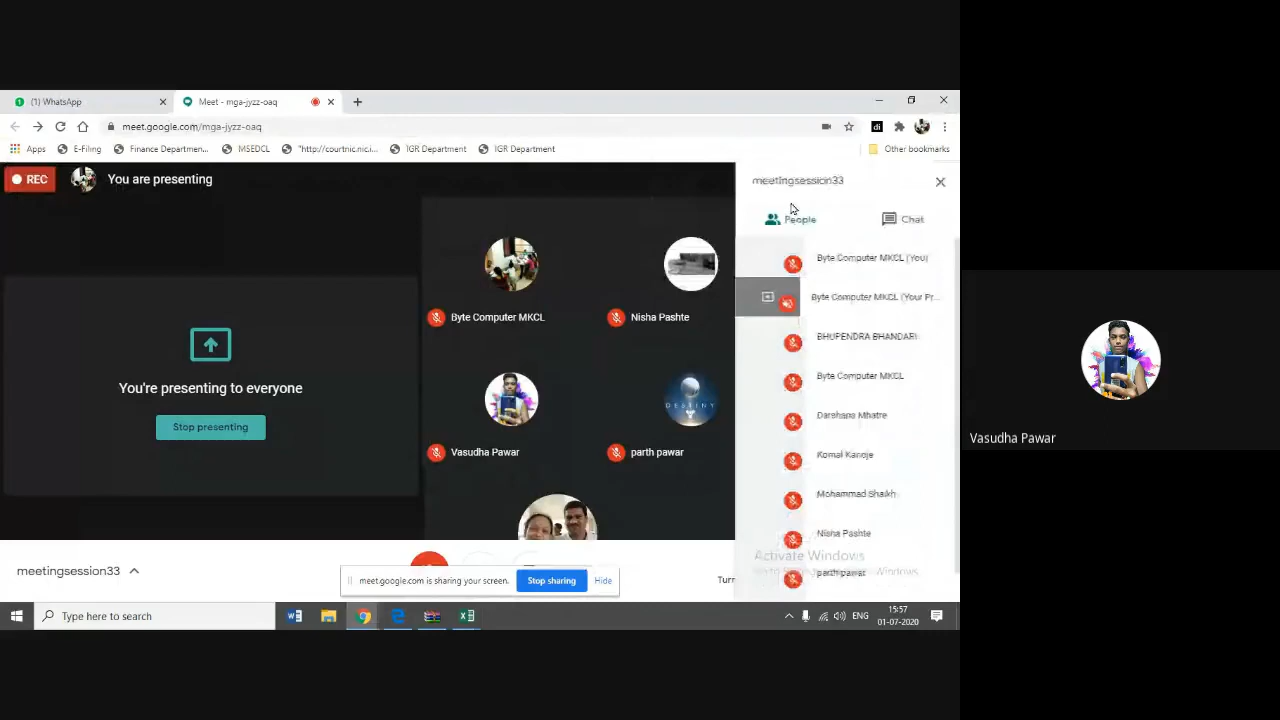 (1) WhatsApp
Meet - mga-jyzz-oaq
meet.google.com/mga-jyzz-oaq
Apps E-Filing Finance Departmen... MSEDCL "http://courtnic.nic.i... IGR Department IGR Department Other bookmarks
REC You are presenting
meetingsession33
People Chat
Byte Computer MKCL (You)
Byte Computer MKCL (Your Pr...
BHUPENDRA BHANDARI
Byte Computer MKCL
Darshana Mhatre
Mohammad Shaikh
Nisha Pashte
parth pawar
Byte Computer MKCL
Nisha Pashte
DESTINY
Vasudha Pawar
parth pawar
You're presenting to everyone
Stop presenting
Activate Windows
meetingsession33
meet.google.com is sharing your screen. Stop sharing Hide
Turn
Type here to search
ENG
15:57
01-07-2020
Vasudha Pawar